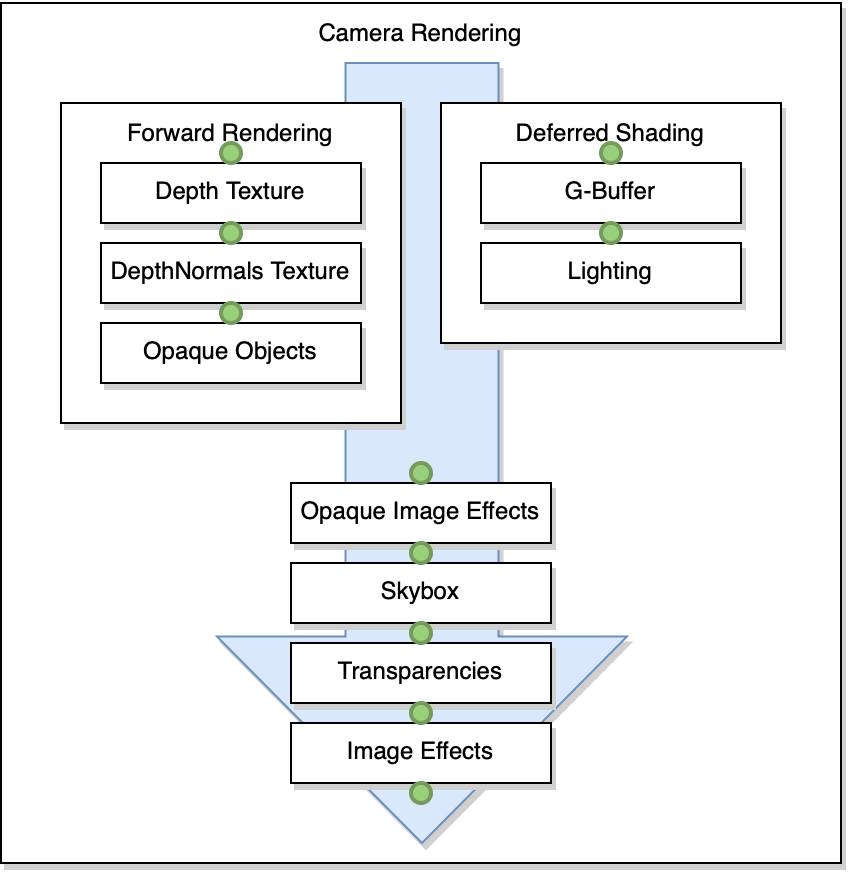 Camera Rendering
Forward Rendering
Depth Texture
DepthNormals Texture
Opaque Objects
Deferred Shading
G-Buffer
Lighting
Opaque Image Effects
Skybox
Transparencies
Image Effects